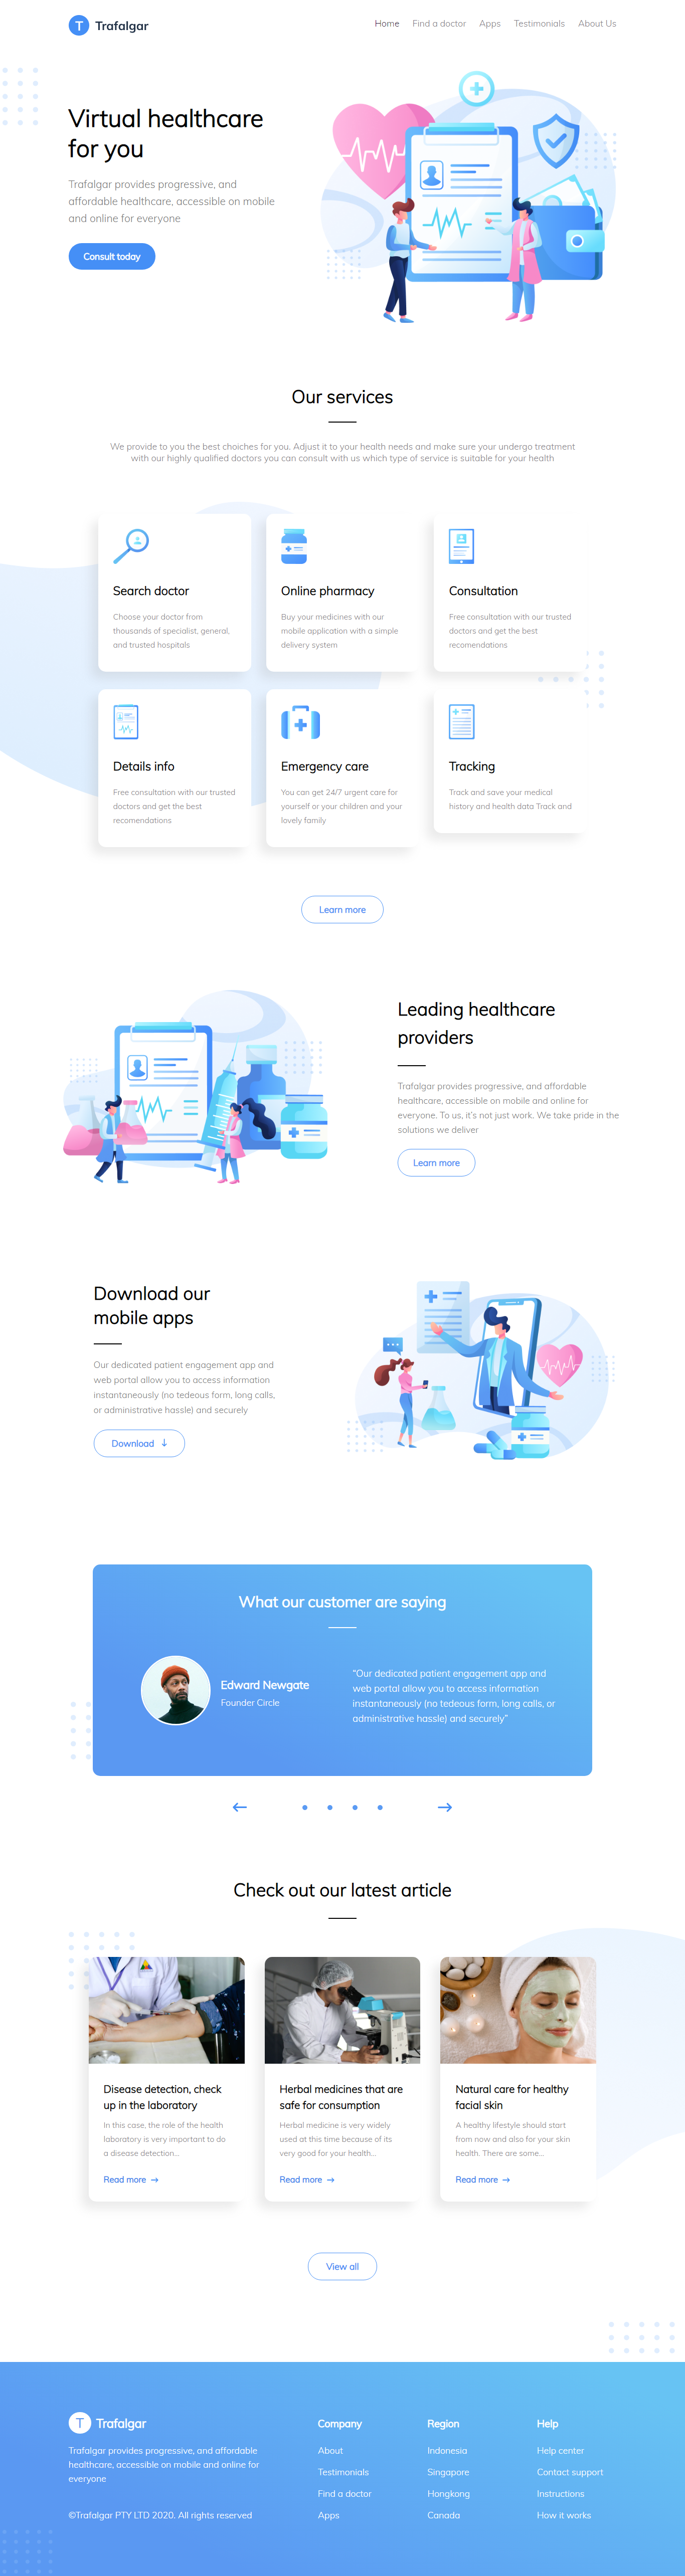 T Trafalgar
Home Find a doctor Apps Testimonials About Us
Virtual healthcare
for you
Trafalgar provides progressive, and
affordable healthcare, accessible on mobile
and online for everyone
Consult today
Our services
We provide to you the best choiches for you. Adjust it to your health needs and make sure your undergo treatment
with our highly qualified doctors you can consult with us which type of service is suitable for your health
Search doctor
Choose your doctor from
thousands of specialist, general,
and trusted hospitals
Online pharmacy
Buy your medicines with our
mobile application with a simple
delivery system
Consultation
Free consultation with our trusted
doctors and get the best
recomendations
Details info
Free consultation with our trusted
doctors and get the best
recomendations
Emergency care
You can get 24/7 urgent care for
yourself or your children and your
lovely family
Tracking
Track and save your medical
history and health data Track and
Learn more
Leading healthcare
providers
Trafalgar provides progressive, and affordable
healthcare, accessible on mobile and online for
everyone. To us, it's not just work. We take pride in the
solutions we deliver
Learn more
Download our
mobile apps
Our dedicated patient engagement app and
web portal allow you to access information
instantaneously (no tedeous form, long calls,
or administrative hassle) and securely
Download ↓
What our customer are saying
Edward Newgate
Founder Circle
“Our dedicated patient engagement app and
web portal allow you to access information
instantaneously (no tedeous form, long calls, or
administrative hassle) and securely”
Check out our latest article
Disease detection, check
up in the laboratory
In this case, the role of the health
laboratory is very important to do
a disease detection...
Read more →
Herbal medicines that are
safe for consumption
Herbal medicine is very widely
used at this time because of its
very good for your health...
Read more →
Natural care for healthy
facial skin
A healthy lifestyle should start
from now and also for your skin
health. There are some...
Read more →
View all
T Trafalgar
Trafalgar provides progressive, and affordable
healthcare, accessible on mobile and online for
everyone
©Trafalgar PTY LTD 2020. All rights reserved
Company
About
Testimonials
Find a doctor
Apps
Region
Indonesia
Singapore
Hongkong
Canada
Help
Help center
Contact support
Instructions
How it works